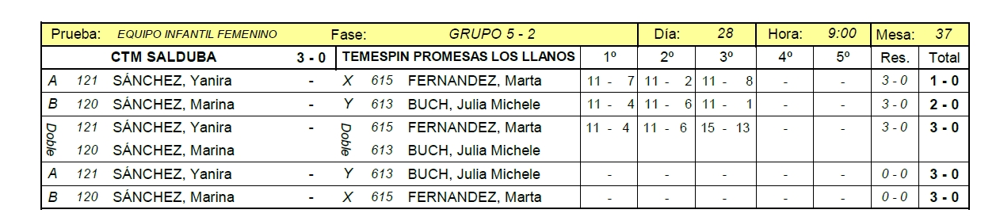 Prueba: EQUIPO INFANTIL FEMENINO Fase: GRUPO 5 - 2 Día: 28 Hora: 9:00 Mesa: 37
CTM SALDUBA 3 - 0 TEMESPIN PROMESAS LOS LLANOS 1º 2º 3º 4º 5º Res. Total
A 121 SÁNCHEZ, Yanira - X 615 FERNANDEZ, Marta 11 - 7 11 - 2 11 - 8 - - 3 - 0 1 - 0
B 120 SÁNCHEZ, Marina - Y 613 BUCH, Julia Michele 11 - 4 11 - 6 11 - 1 - - 3 - 0 2 - 0
Doble 121 SÁNCHEZ, Yanira - Doble 615 FERNANDEZ, Marta 11 - 4 11 - 6 15 - 13 - - 3 - 0 3 - 0
120 SÁNCHEZ, Marina 613 BUCH, Julia Michele
A 121 SÁNCHEZ, Yanira - Y 613 BUCH, Julia Michele - - - - - 0 - 0 3 - 0
B 120 SÁNCHEZ, Marina - X 615 FERNANDEZ, Marta - - - - - 0 - 0 3 - 0